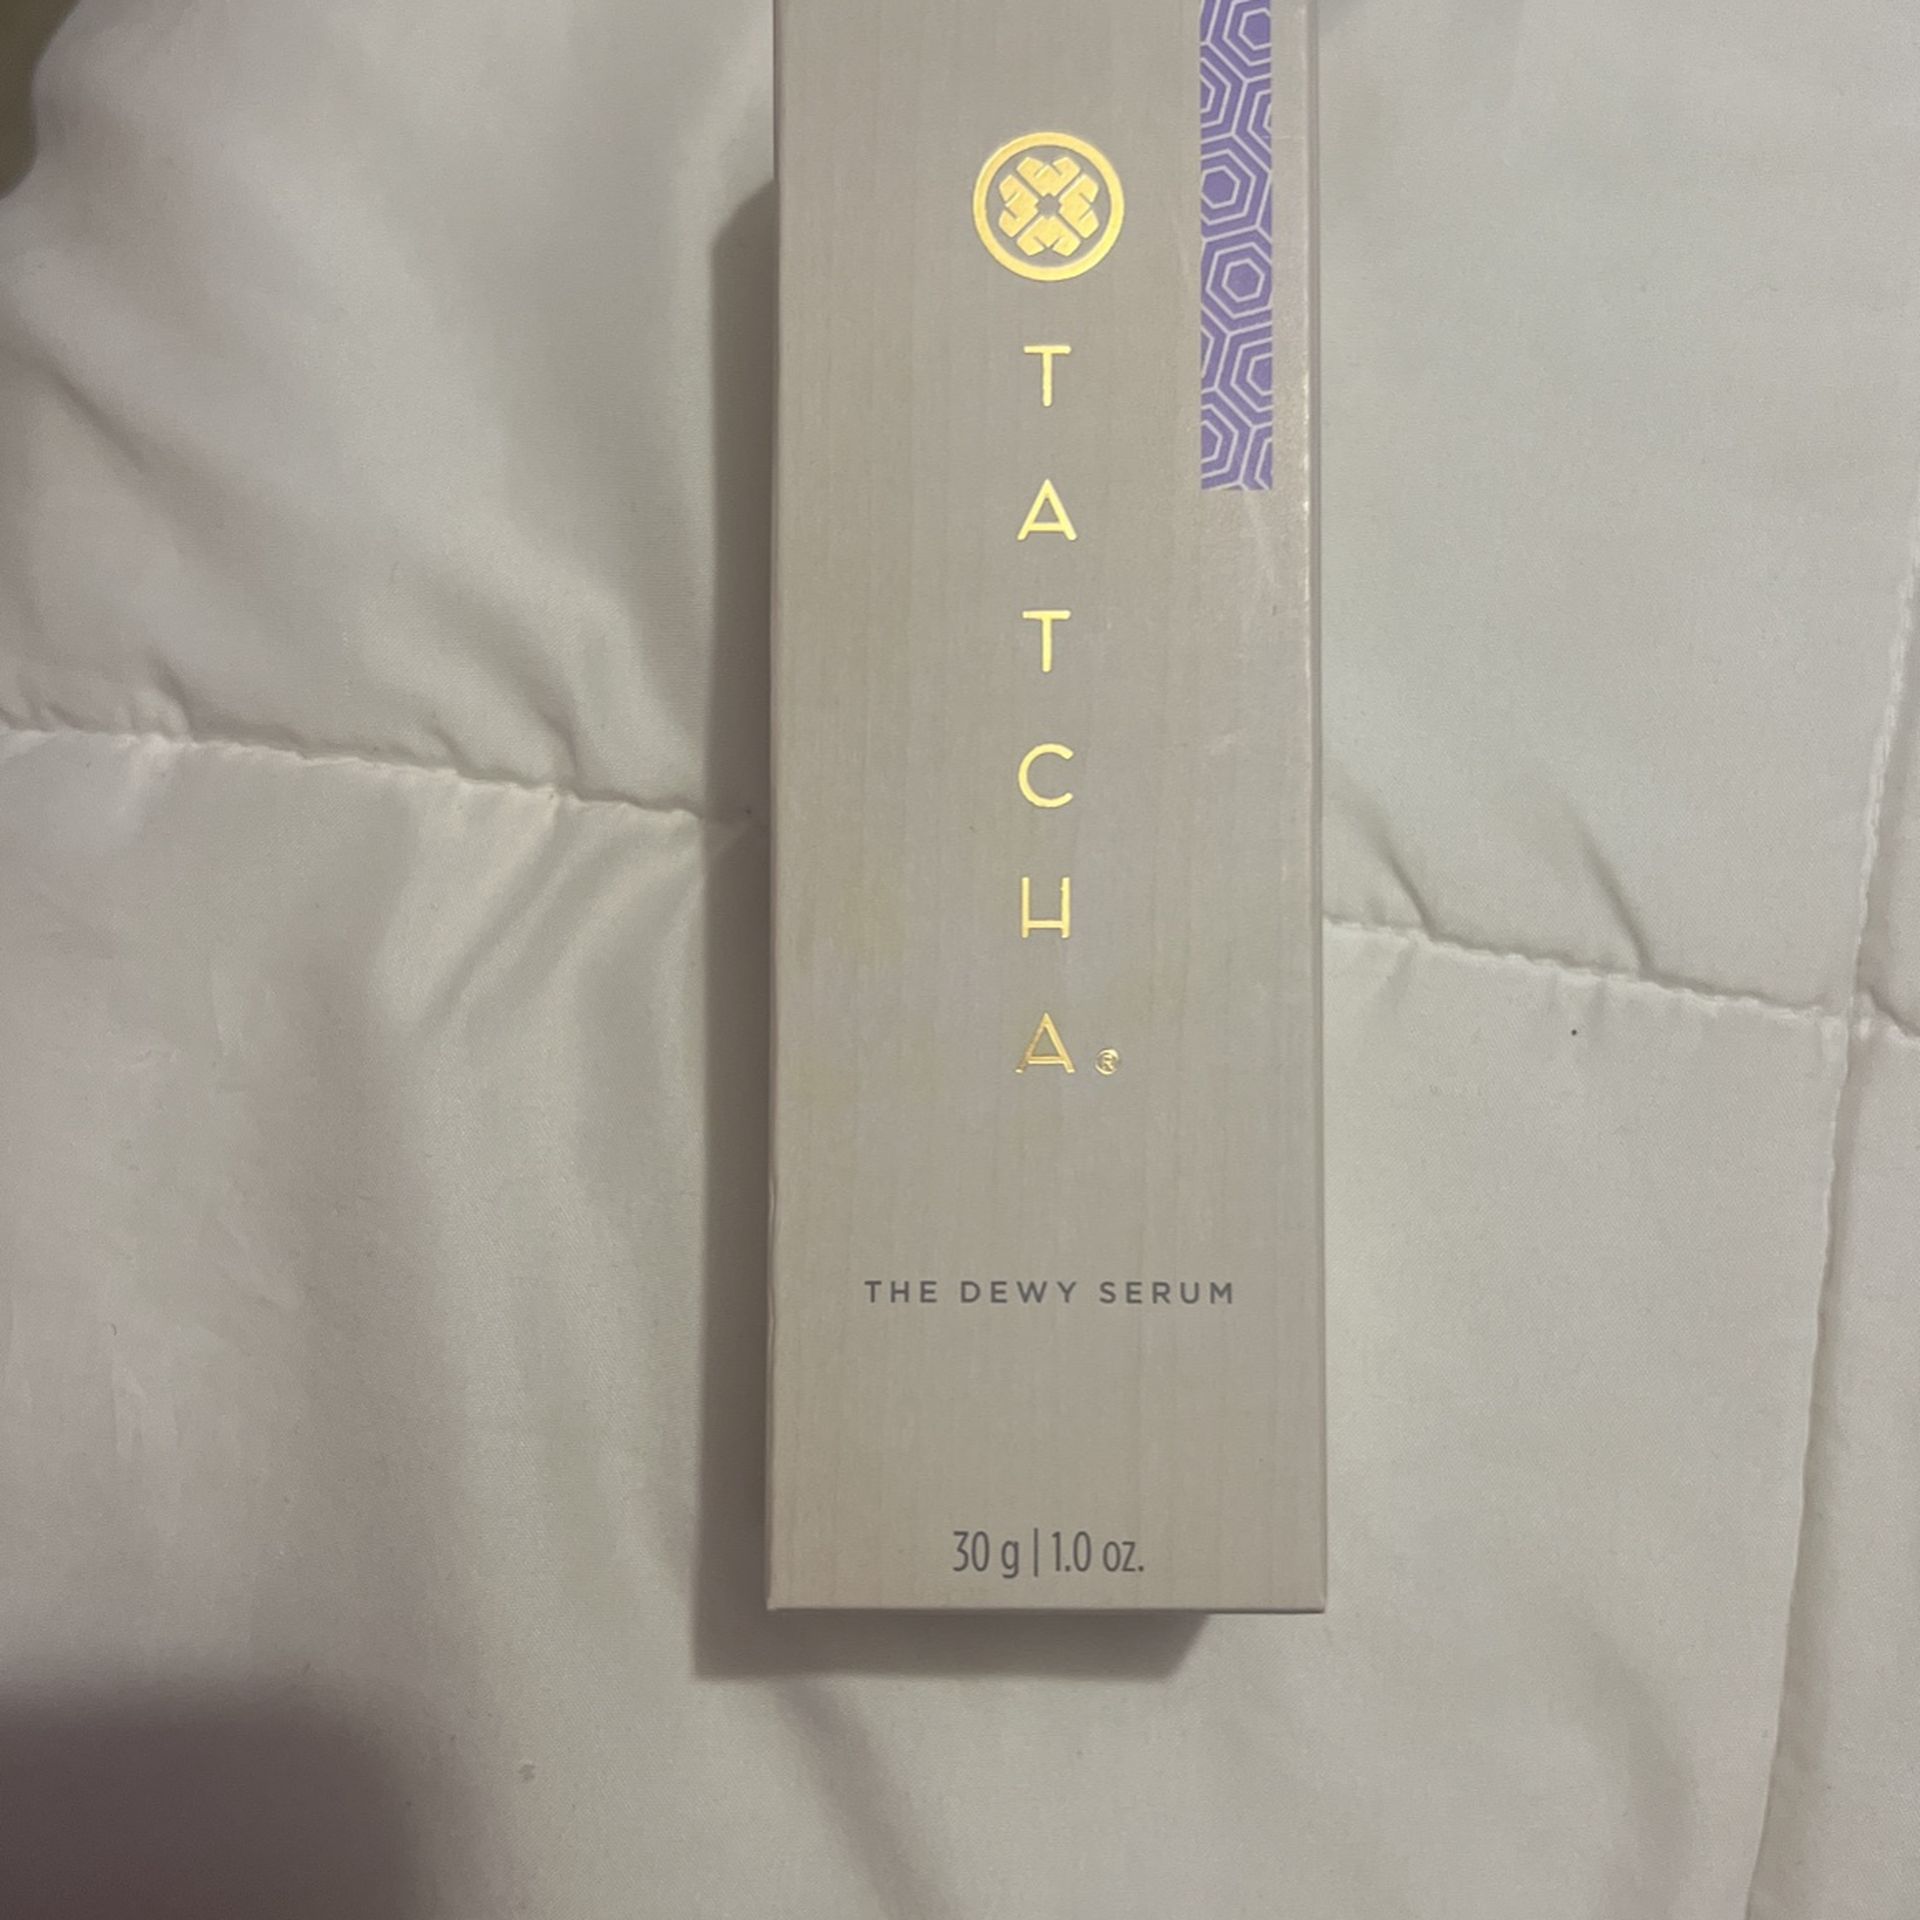 TATCHA®
THE DEWY SERUM
30 g | 1.0 oz.